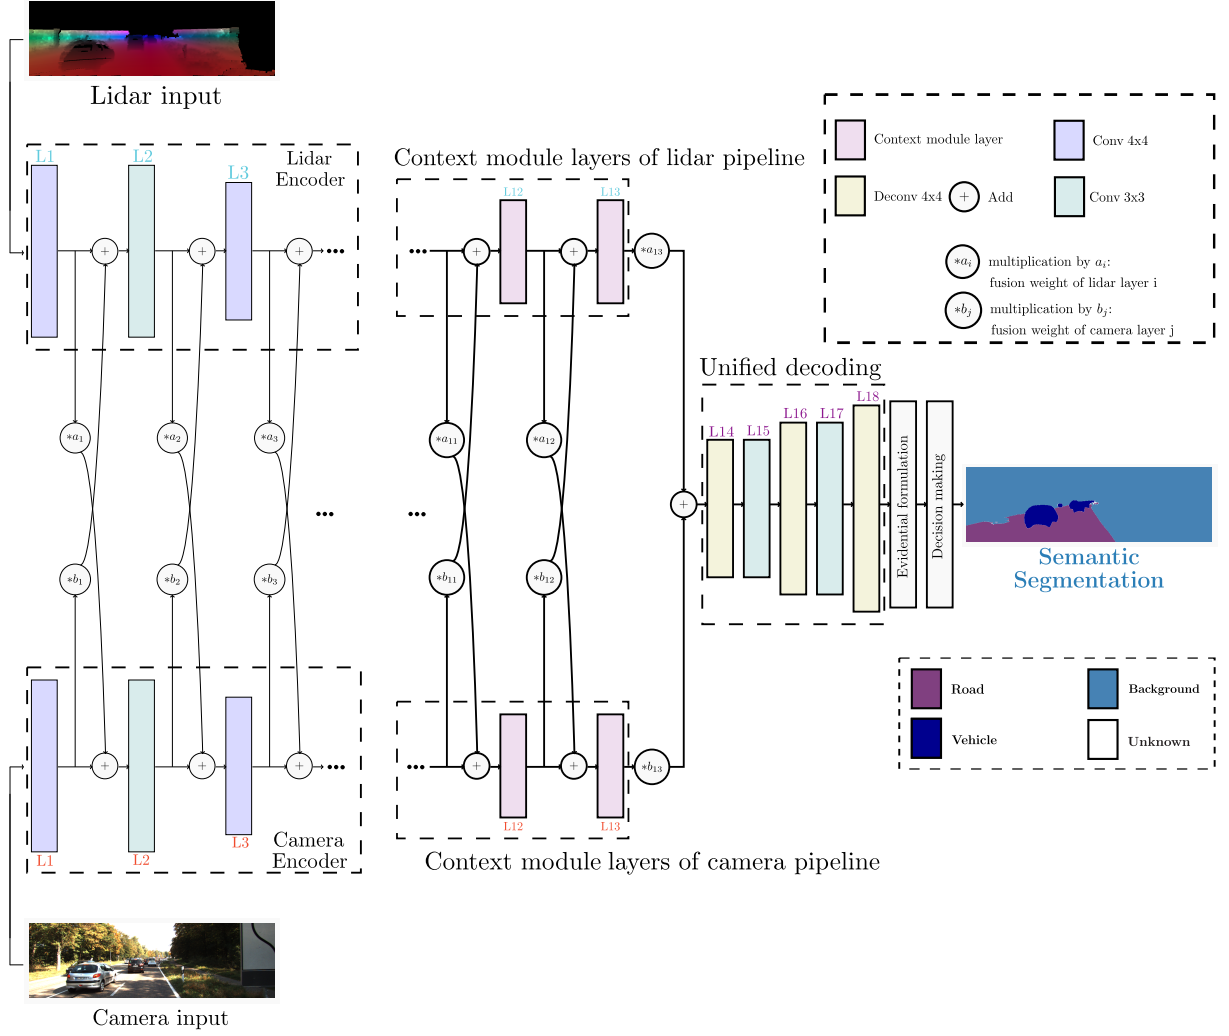 Lidar input
L1
L2
L3
Lidar
Encoder
+
+
+
•••
*a₁
*a₂
*a₃
•••
*b₁
*b₂
*b₃
+
+
+
•••
L1
L2
L3
Camera
Encoder
Camera input
Context module layers of lidar pipeline
L12
L13
•••
+
+
*a₁₃
*a₁₁
*a₁₂
•••
*b₁₁
*b₁₂
•••
+
+
*b₁₃
L12
L13
Context module layers of camera pipeline
+
Unified decoding
L14
L15
L16
L17
L18
Evidential formulation
Decision making
Semantic
Segmentation
Context module layer
Conv 4x4
Deconv 4x4
+
Add
Conv 3x3
*aᵢ
multiplication by aᵢ:
fusion weight of lidar layer i
*bⱼ
multiplication by bⱼ:
fusion weight of camera layer j
Road
Background
Vehicle
Unknown